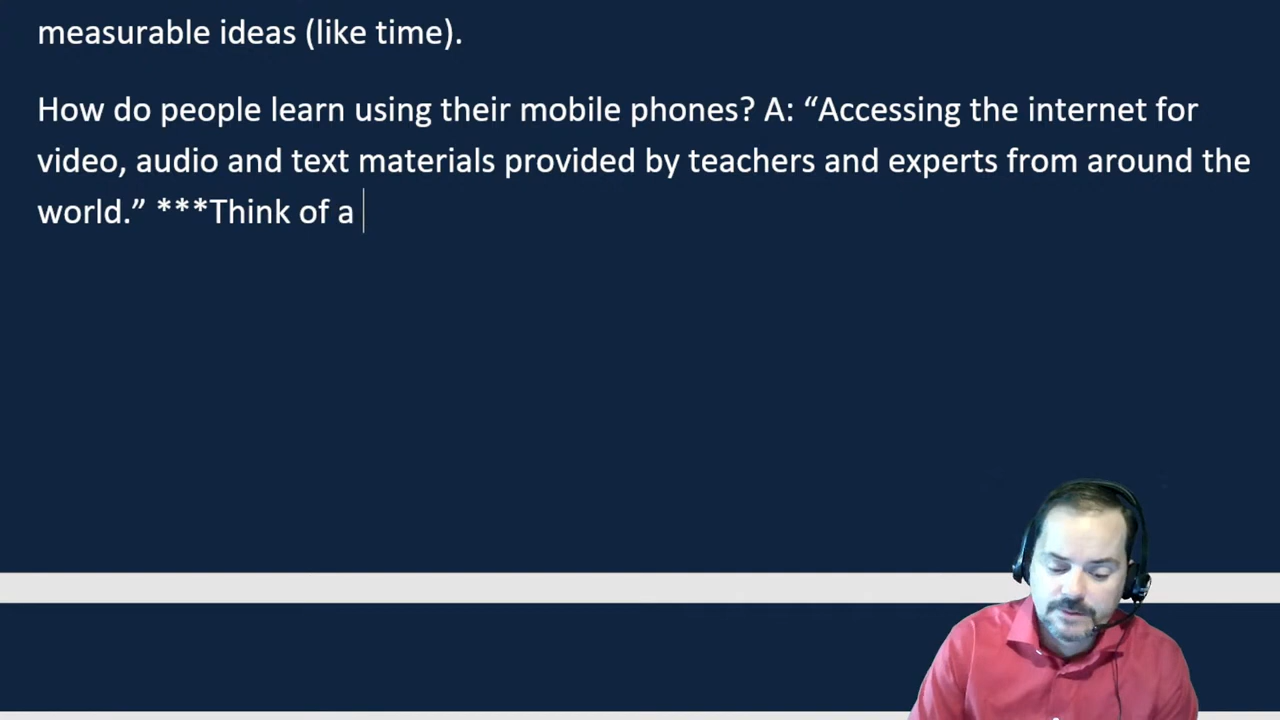 measurable ideas (like time).
How do people learn using their mobile phones? A: “Accessing the internet for
video, audio and text materials provided by teachers and experts from around the
world.” ***Think of a